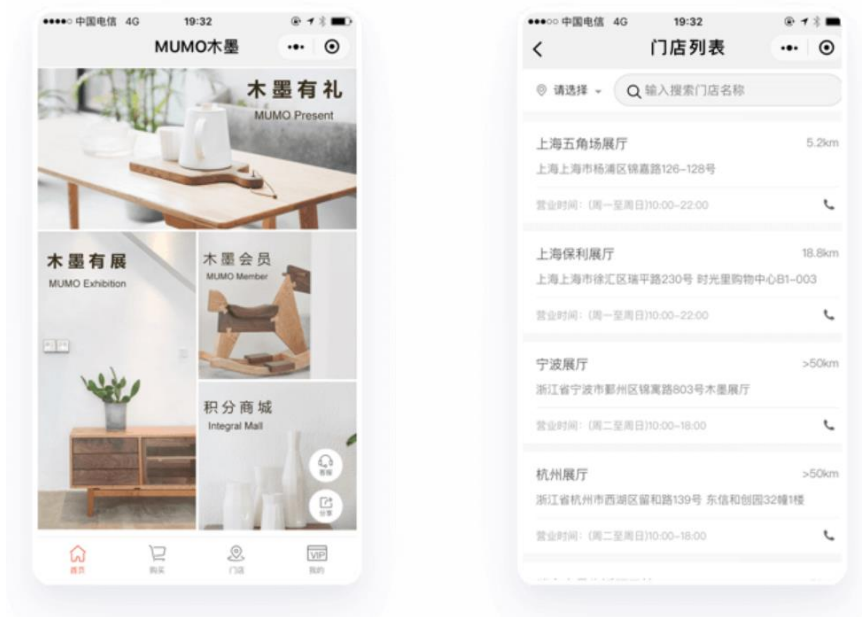 中国电信 4G 19:32
MUMO木墨
木墨有礼
MUMO Present
木墨有展
MUMO Exhibition
木墨会员
MUMO Member
积分商城
Integral Mall
客服
分享
首页 购买 门店 我的
VIP
中国电信 4G 19:32
门店列表
请选择 输入搜索门店名称
上海五角场展厅 5.2km
上海上海市杨浦区锦嘉路126-128号
营业时间：(周一至周日)10:00-22:00
上海保利展厅 18.8km
上海上海市徐汇区瑞平路230号 时光里购物中心B1-003
营业时间：(周一至周日)10:00-22:00
宁波展厅 >50km
浙江省宁波市鄞州区锦寓路803号木墨展厅
营业时间：(周二至周日)10:00-18:00
杭州展厅 >50km
浙江省杭州市西湖区留和路139号 东信和创园32幢1楼
营业时间：(周二至周日)10:00-18:00